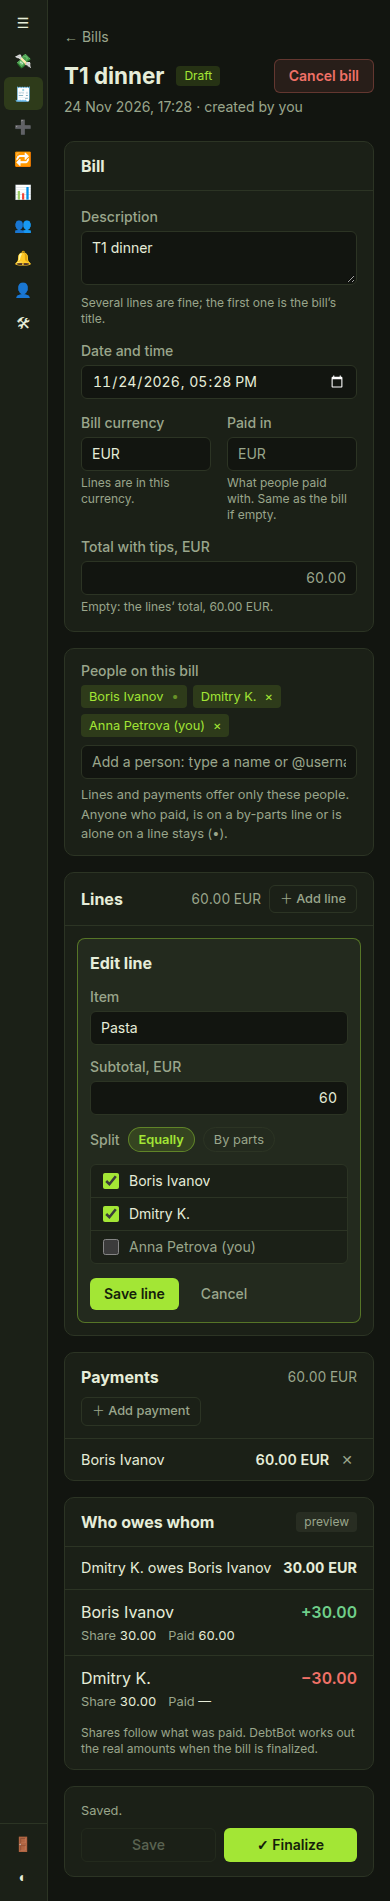 ← Bills
T1 dinner Draft Cancel bill
24 Nov 2026, 17:28 · created by you
Bill
Description
T1 dinner
Several lines are fine; the first one is the bill's
title.
Date and time
11/24/2026, 05:28 PM
Bill currency Paid in
EUR EUR
Lines are in this What people paid
currency. with. Same as the bill
if empty.
Total with tips, EUR
60.00
Empty: the lines' total, 60.00 EUR.
People on this bill
Boris Ivanov • Dmitry K. ×
Anna Petrova (you) ×
Add a person: type a name or @userna
Lines and payments offer only these people.
Anyone who paid, is on a by-parts line or is
alone on a line stays (•).
Lines 60.00 EUR + Add line
Edit line
Item
Pasta
Subtotal, EUR
60
Split Equally By parts
Boris Ivanov
Dmitry K.
Anna Petrova (you)
Save line Cancel
Payments 60.00 EUR
+ Add payment
Boris Ivanov 60.00 EUR ×
Who owes whom preview
Dmitry K. owes Boris Ivanov 30.00 EUR
Boris Ivanov +30.00
Share 30.00 Paid 60.00
Dmitry K. −30.00
Share 30.00 Paid —
Shares follow what was paid. DebtBot works out
the real amounts when the bill is finalized.
Saved.
Save ✓ Finalize